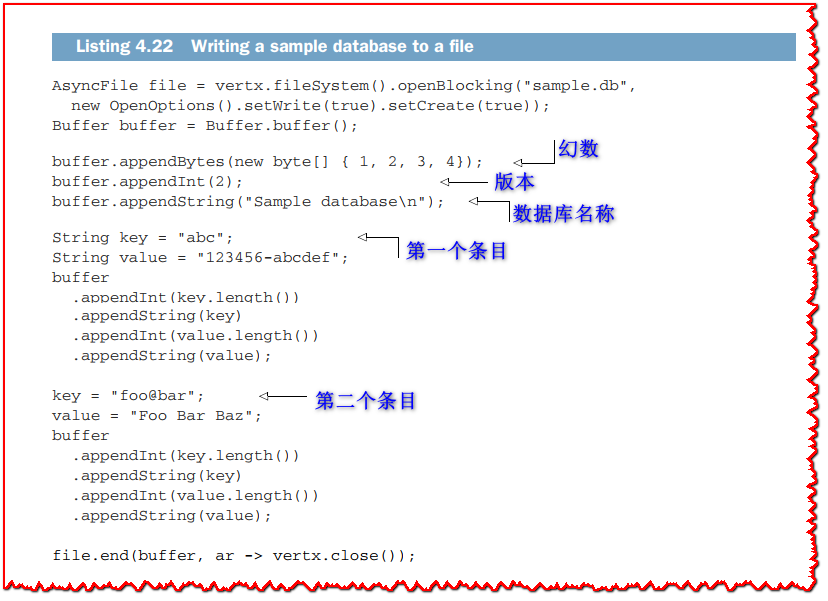 Listing 4.22 Writing a sample database to a file
AsyncFile file = vertx.fileSystem().openBlocking("sample.db",
new OpenOptions().setWrite(true).setCreate(true));
Buffer buffer = Buffer.buffer();
buffer.appendBytes(new byte[] { 1, 2, 3, 4}); 幻数
buffer.appendInt(2); 版本
buffer.appendString("Sample database\n"); 数据库名称
String key = "abc"; 第一个条目
String value = "123456-abcdef";
buffer
.appendInt(key.length())
.appendString(key)
.appendInt(value.length())
.appendString(value);
key = "foo@bar"; 第二个条目
value = "Foo Bar Baz";
buffer
.appendInt(key.length())
.appendString(key)
.appendInt(value.length())
.appendString(value);
file.end(buffer, ar -> vertx.close());